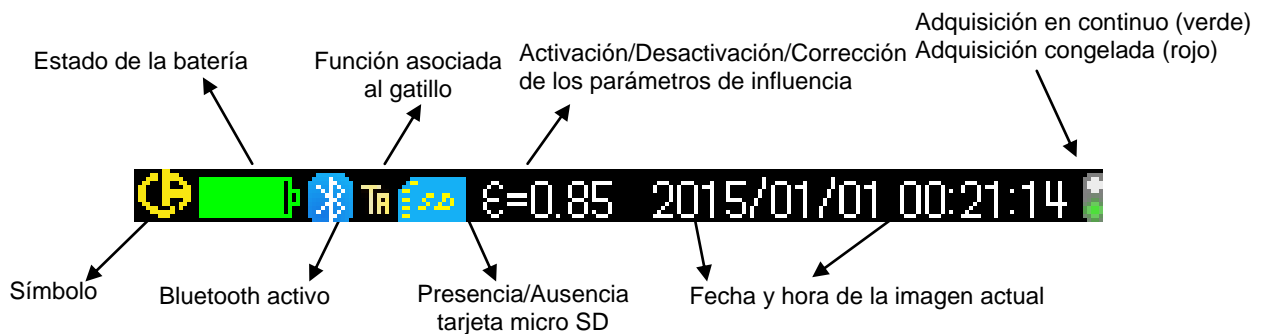 Adquisición en continuo (verde)
Adquisición congelada (rojo)
Estado de la batería
Función asociada
al gatillo
Activación/Desactivación/Corrección
de los parámetros de influencia
CA
TA
SD
Ɛ=0.85
2015/01/01 00:21:14
Símbolo
Bluetooth activo
Presencia/Ausencia
tarjeta micro SD
Fecha y hora de la imagen actual